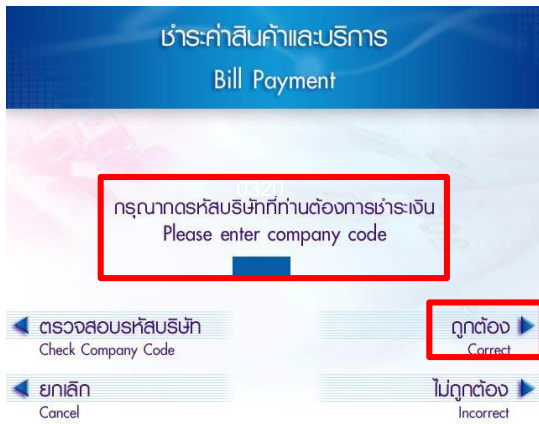 ชำระค่าสินค้าและบริการ
Bill Payment
0320
กรุณากดรหัสบริษัทที่ท่านต้องการชำระเงิน
Please enter company code
ตรวจสอบรหัสบริษัท
Check Company Code
ถูกต้อง
Correct
ยกเลิก
Cancel
ไม่ถูกต้อง
Incorrect